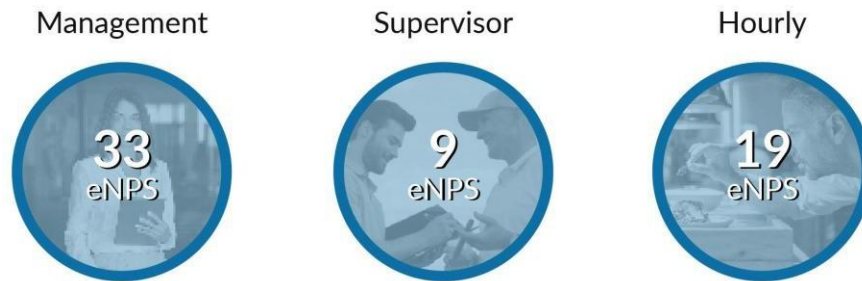 Management
33
eNPS
Supervisor
9
eNPS
Hourly
19
eNPS